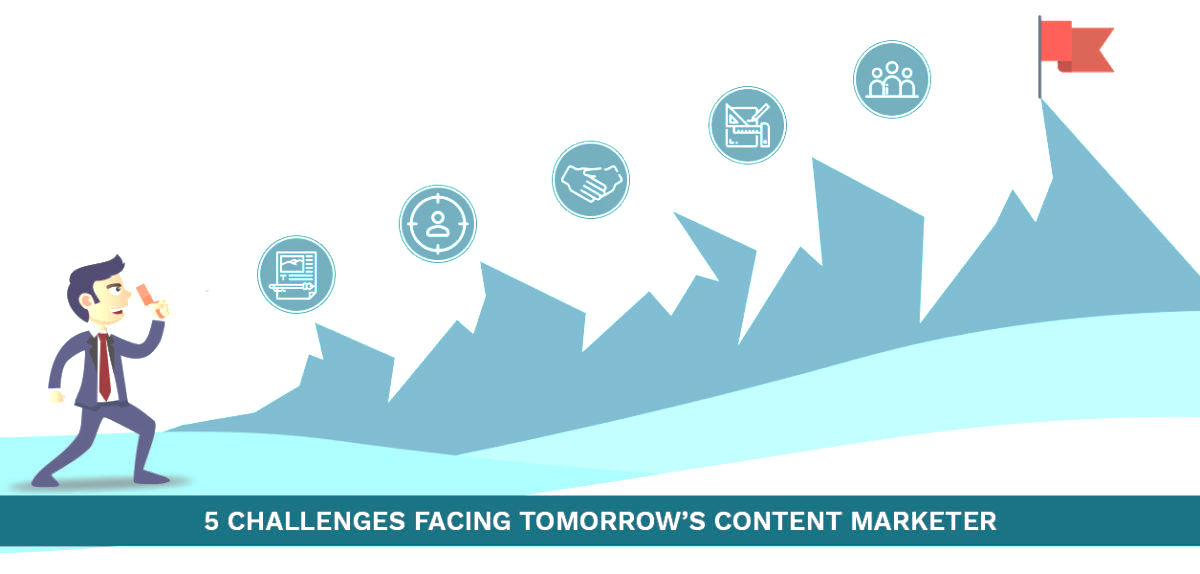 5 CHALLENGES FACING TOMORROW’S CONTENT MARKETER